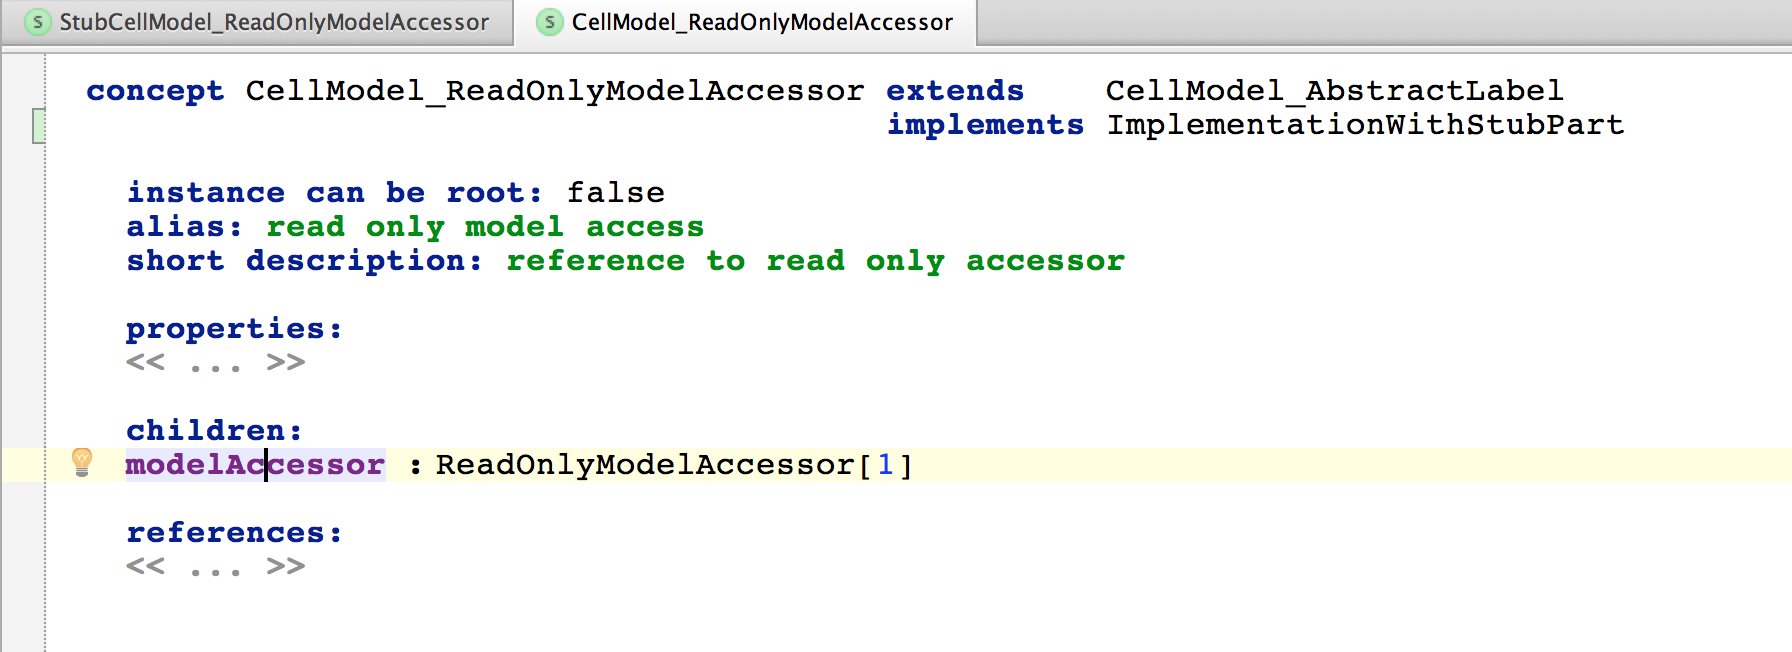 S StubCellModel_ReadOnlyModelAccessor S CellModel_ReadOnlyModelAccessor
concept CellModel_ReadOnlyModelAccessor extends CellModel_AbstractLabel
implements ImplementationWithStubPart
instance can be root: false
alias: read only model access
short description: reference to read only accessor
properties:
<< ... >>
children:
modelAccessor : ReadOnlyModelAccessor[1]
references:
<< ... >>